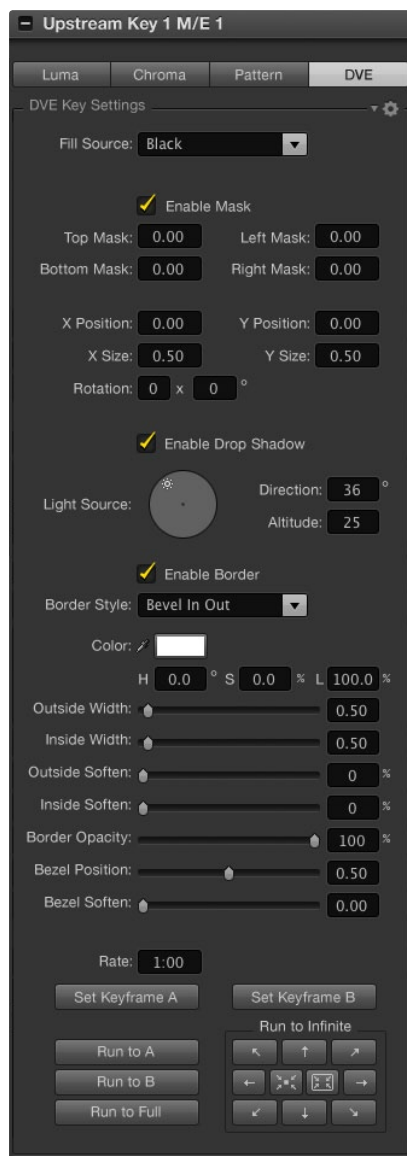 Upstream Key 1 M/E 1
Luma Chroma Pattern DVE
DVE Key Settings
Fill Source: Black
Enable Mask
Top Mask: 0.00 Left Mask: 0.00
Bottom Mask: 0.00 Right Mask: 0.00
X Position: 0.00 Y Position: 0.00
X Size: 0.50 Y Size: 0.50
Rotation: 0 x 0 °
Enable Drop Shadow
Light Source:
Direction: 36 °
Altitude: 25
Enable Border
Border Style: Bevel In Out
Color:
H 0.0 ° S 0.0 % L 100.0 %
Outside Width: 0.50
Inside Width: 0.50
Outside Soften: 0 %
Inside Soften: 0 %
Border Opacity: 100 %
Bezel Position: 0.50
Bezel Soften: 0.00
Rate: 1:00
Set Keyframe A Set Keyframe B
Run to Infinite
Run to A
Run to B
Run to Full